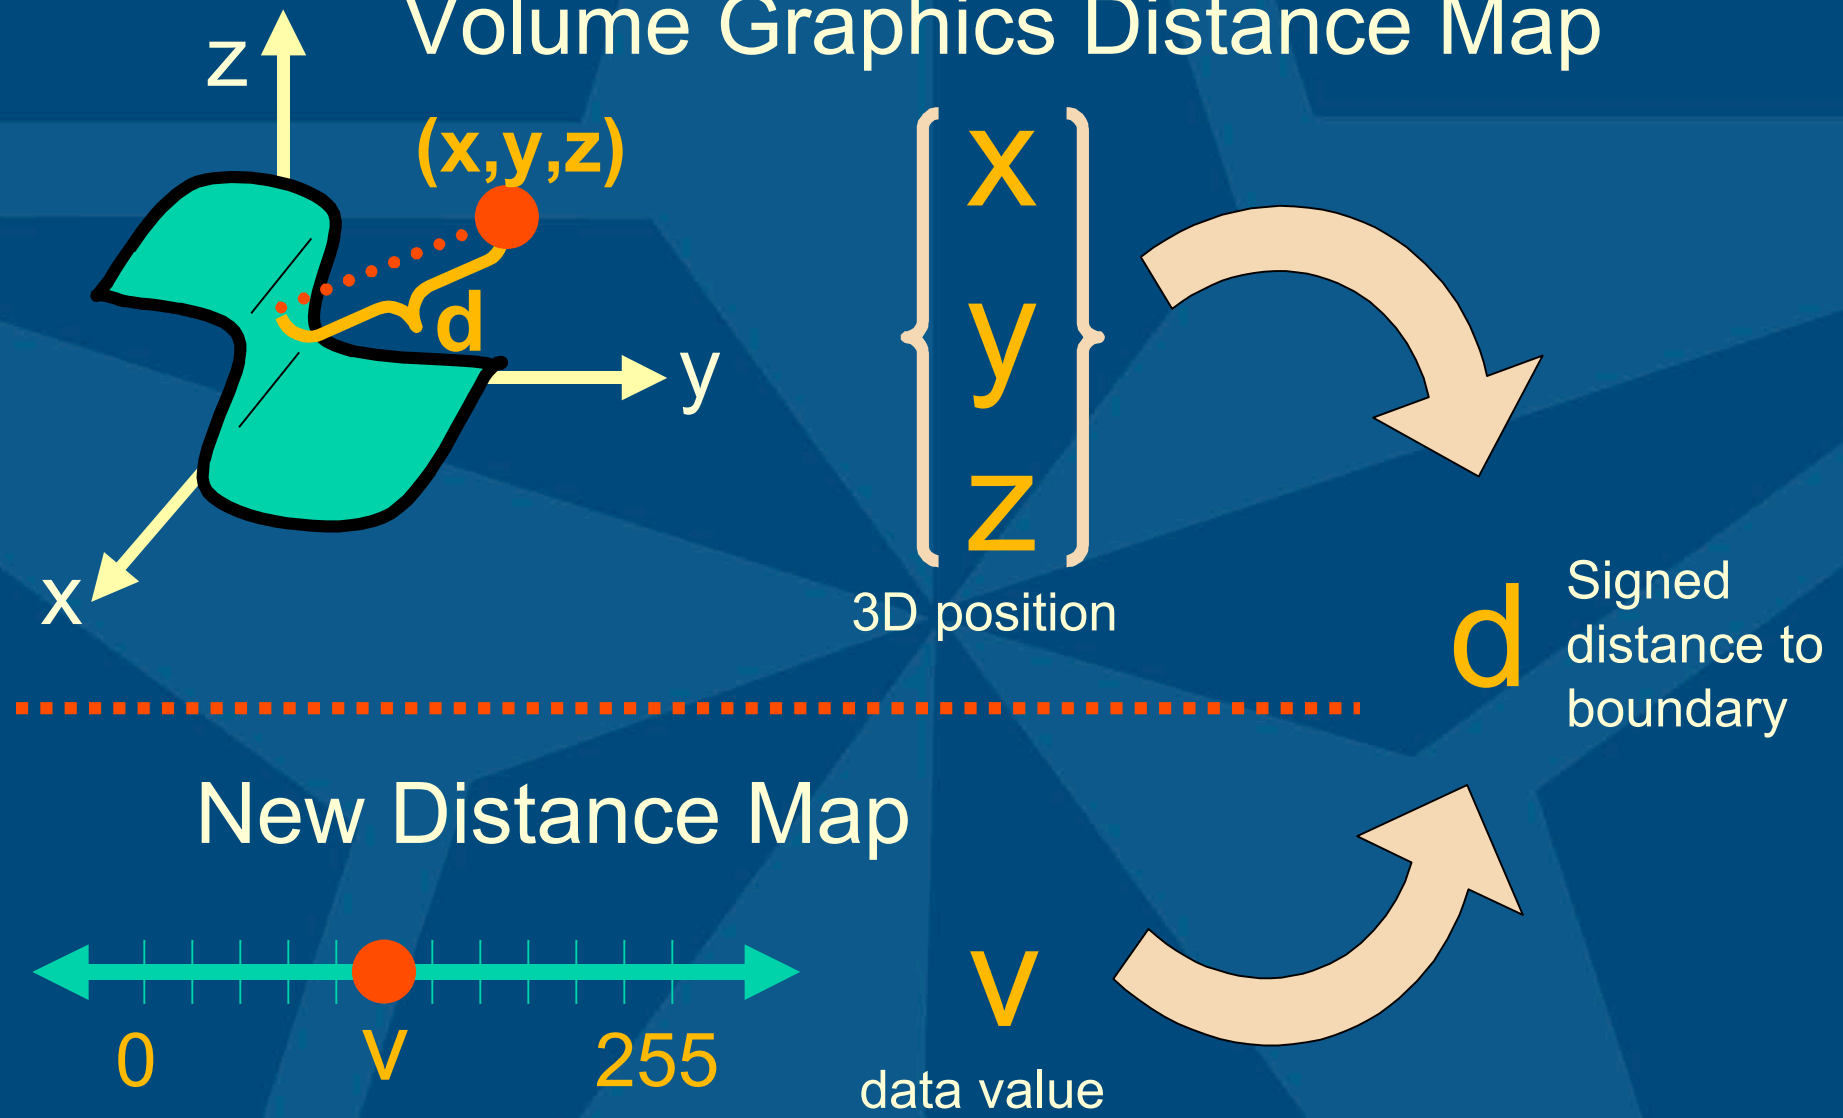 Volume Graphics Distance Map
z
(x,y,z)
d
y
x
x
y
z
3D position
d
Signed
distance to
boundary
New Distance Map
0
v
255
v
data value